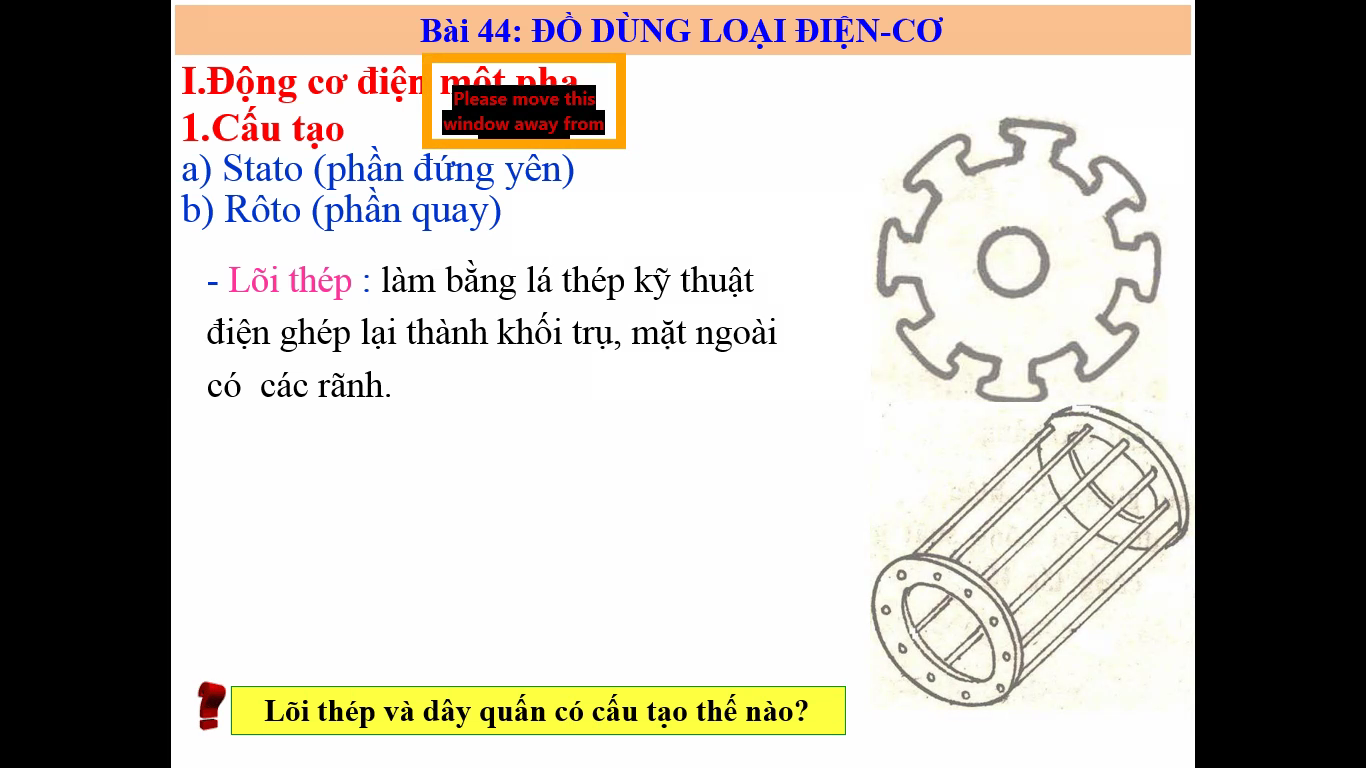 Bài 44: ĐỒ DÙNG LOẠI ĐIỆN-CƠ
I.Động cơ điện một pha
Please move this
window away from
1.Cấu tạo
a) Stato (phần đứng yên)
b) Rôto (phần quay)
- Lõi thép : làm bằng lá thép kỹ thuật
điện ghép lại thành khối trụ, mặt ngoài
có các rãnh.
Lõi thép và dây quấn có cấu tạo thế nào?